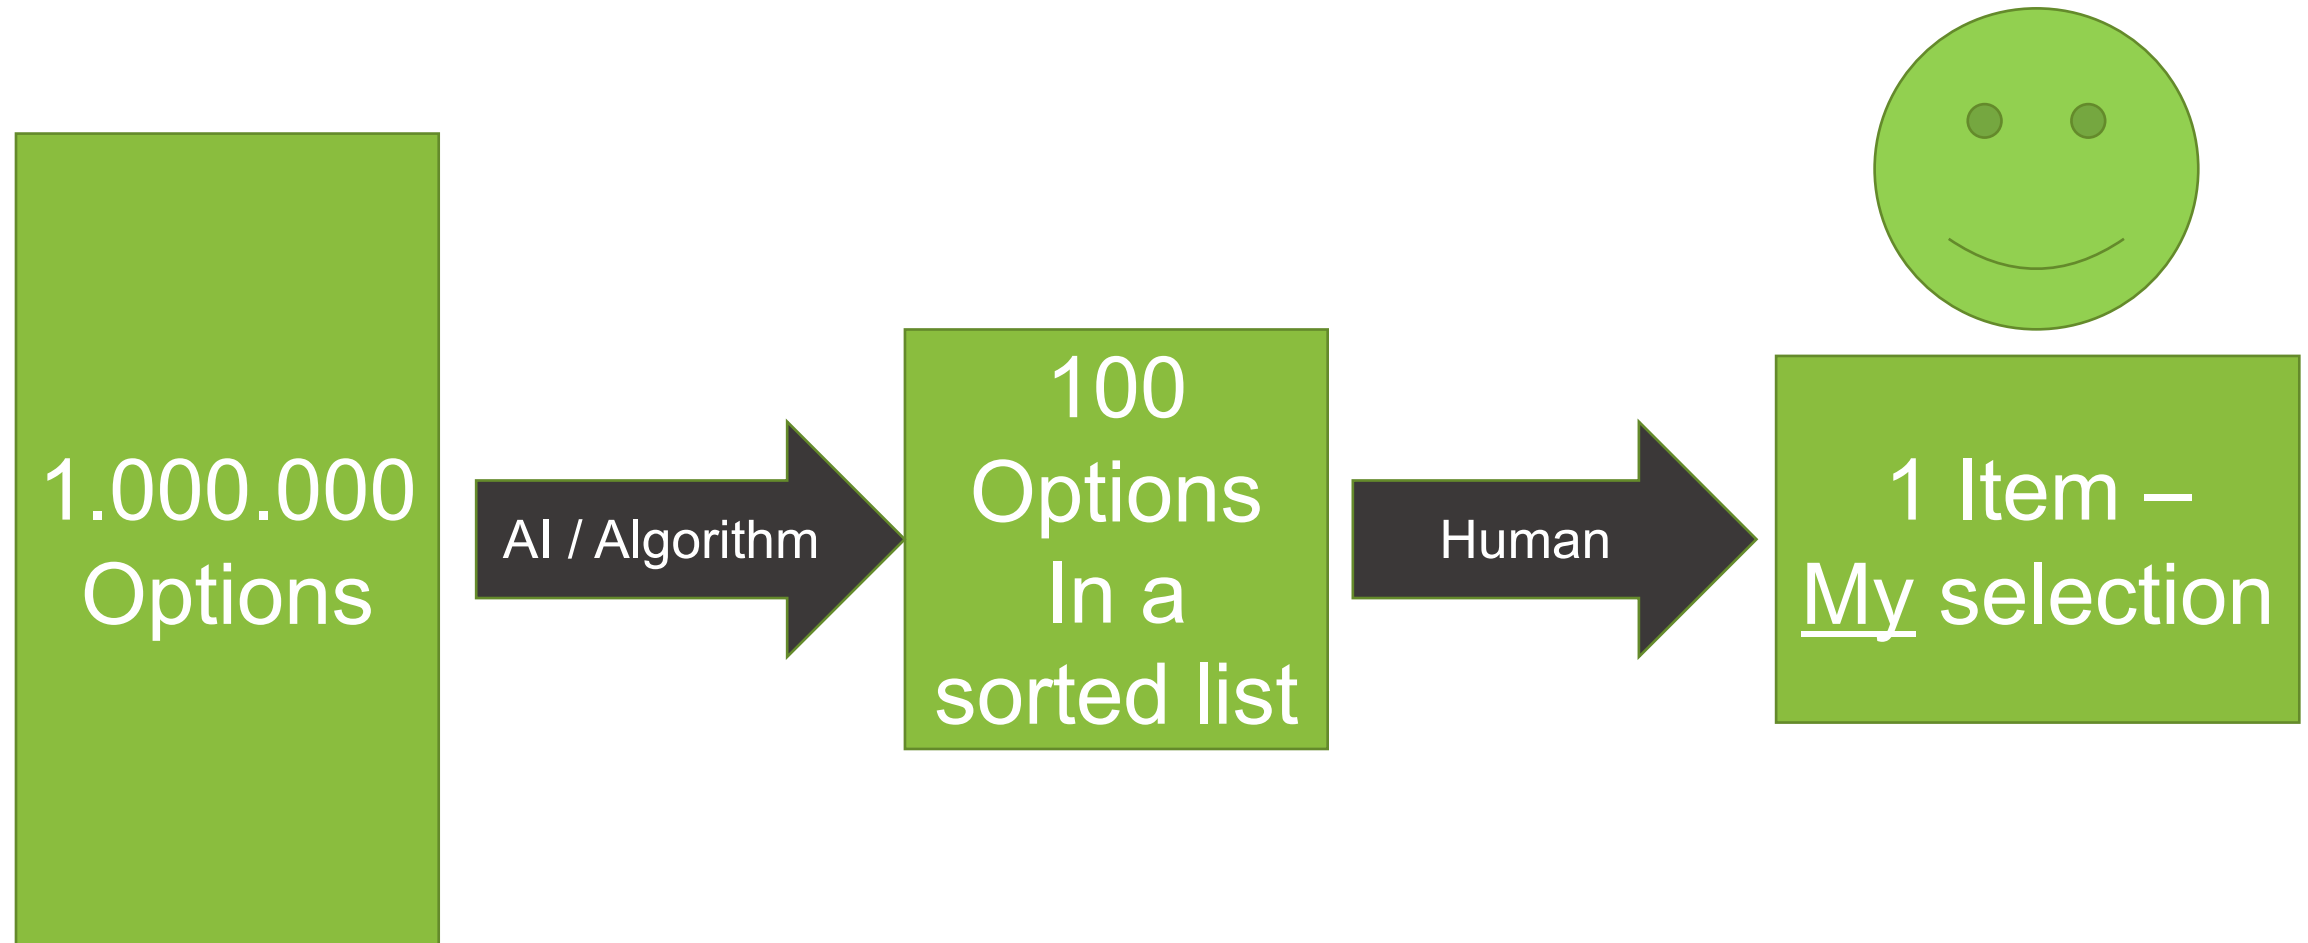 1.000.000
Options
AI / Algorithm
100
Options
In a
sorted list
Human
1 Item –
My selection